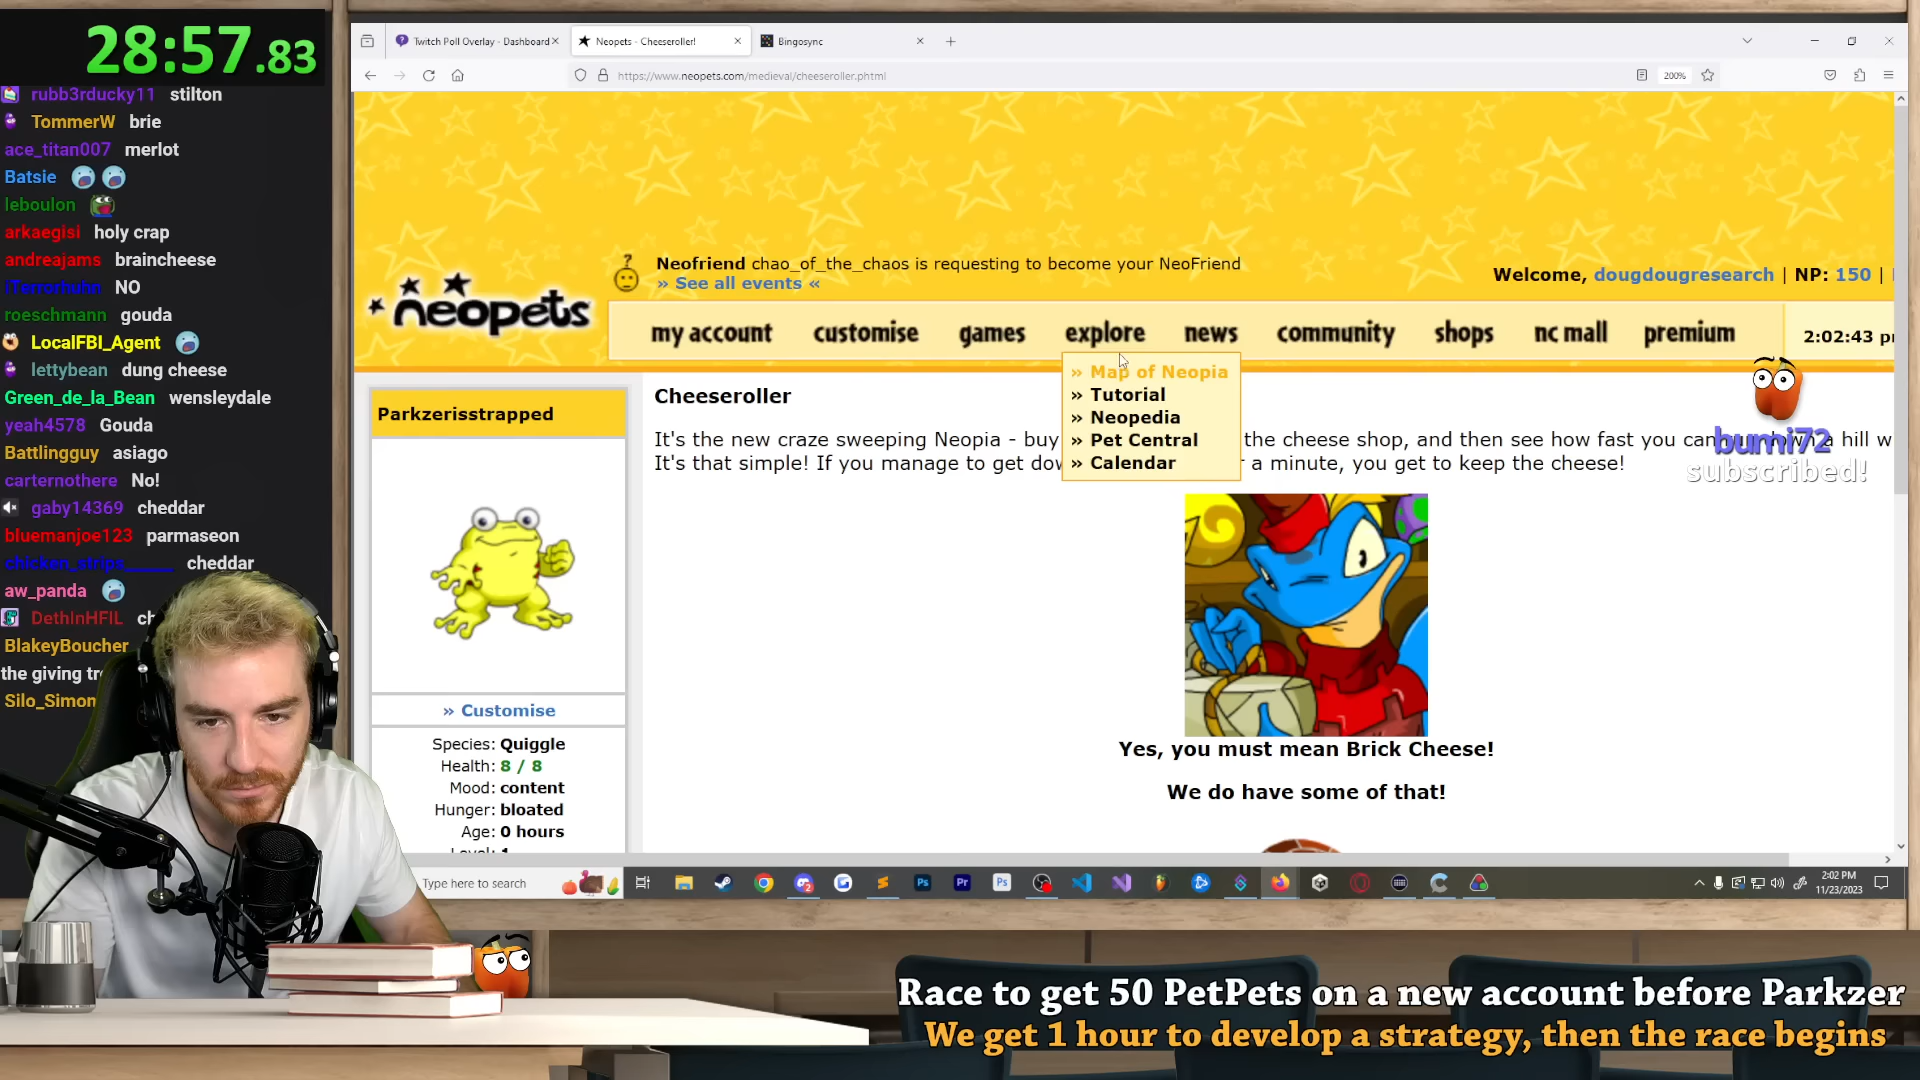 28:57.83
rubb3rducky11 stilton
TommerW brie
ace_titan007 merlot
Batsie
leboulon
arkaegisi holy crap
andreajams braincheese
ITerrorhuhn NO
roeschmann gouda
LocalFBI_Agent
lettybean dung cheese
Green_de_la_Bean wensleydale
yeah4578 Gouda
Battlingguy asiago
carternothere No!
gaby14369 cheddar
bluemanjoe123 parmaseon
chicken_strips_____ cheddar
aw_panda
DethInHFIL
BlakeyBoucher
the giving
Silo_Simon
Twitch Poll Overlay - Dashboard
Neopets - Cheeseroller!
Bingosync
https://www.neopets.com/medieval/cheeseroller.phtml
200%
Neofriend chao_of_the_chaos is requesting to become your NeoFriend
» See all events «
Welcome, dougdougresearch | NP: 150 |
neopets
my account
customise
games
explore
news
community
shops
nc mall
premium
2:02:43
» Map of Neopia
» Tutorial
» Neopedia
» Pet Central
» Calendar
Parkzerisstrapped
» Customise
Species: Quiggle
Health: 8 / 8
Mood: content
Hunger: bloated
Age: 0 hours
Cheeseroller
It's the new craze sweeping Neopia - buy the cheese shop, and then see how fast you can down a hill
It's that simple! If you manage to get a minute, you get to keep the cheese!
Yes, you must mean Brick Cheese!
We do have some of that!
bumi72
subscribed!
Type here to search
2:02 PM
11/23/2023
Race to get 50 PetPets on a new account before Parkzer
We get 1 hour to develop a strategy, then the race begins